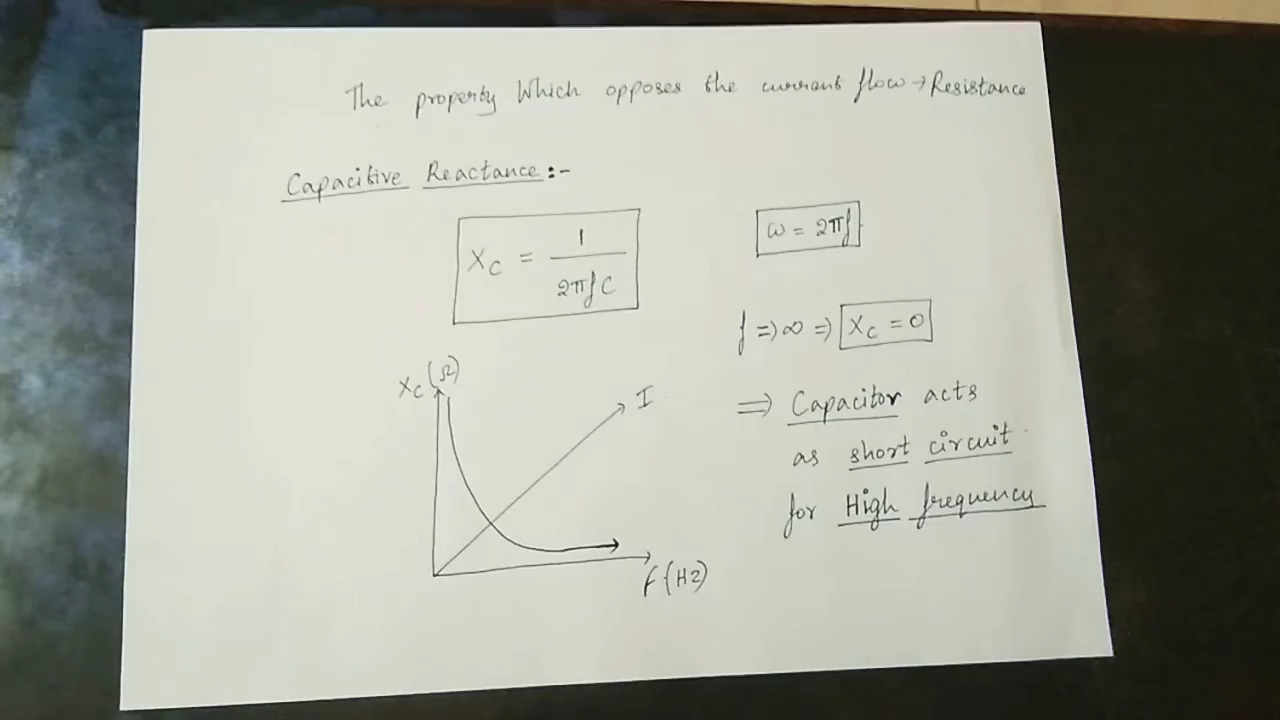 The property Which opposes the current flow → Resistance
Capacitive Reactance :-
X_C = 1 / 2πfC
ω = 2πf
f ⇒ ∞ ⇒ X_C = 0
⇒ Capacitor acts
as short circuit
for High frequency
X_C (Ω)
I
F (Hz)